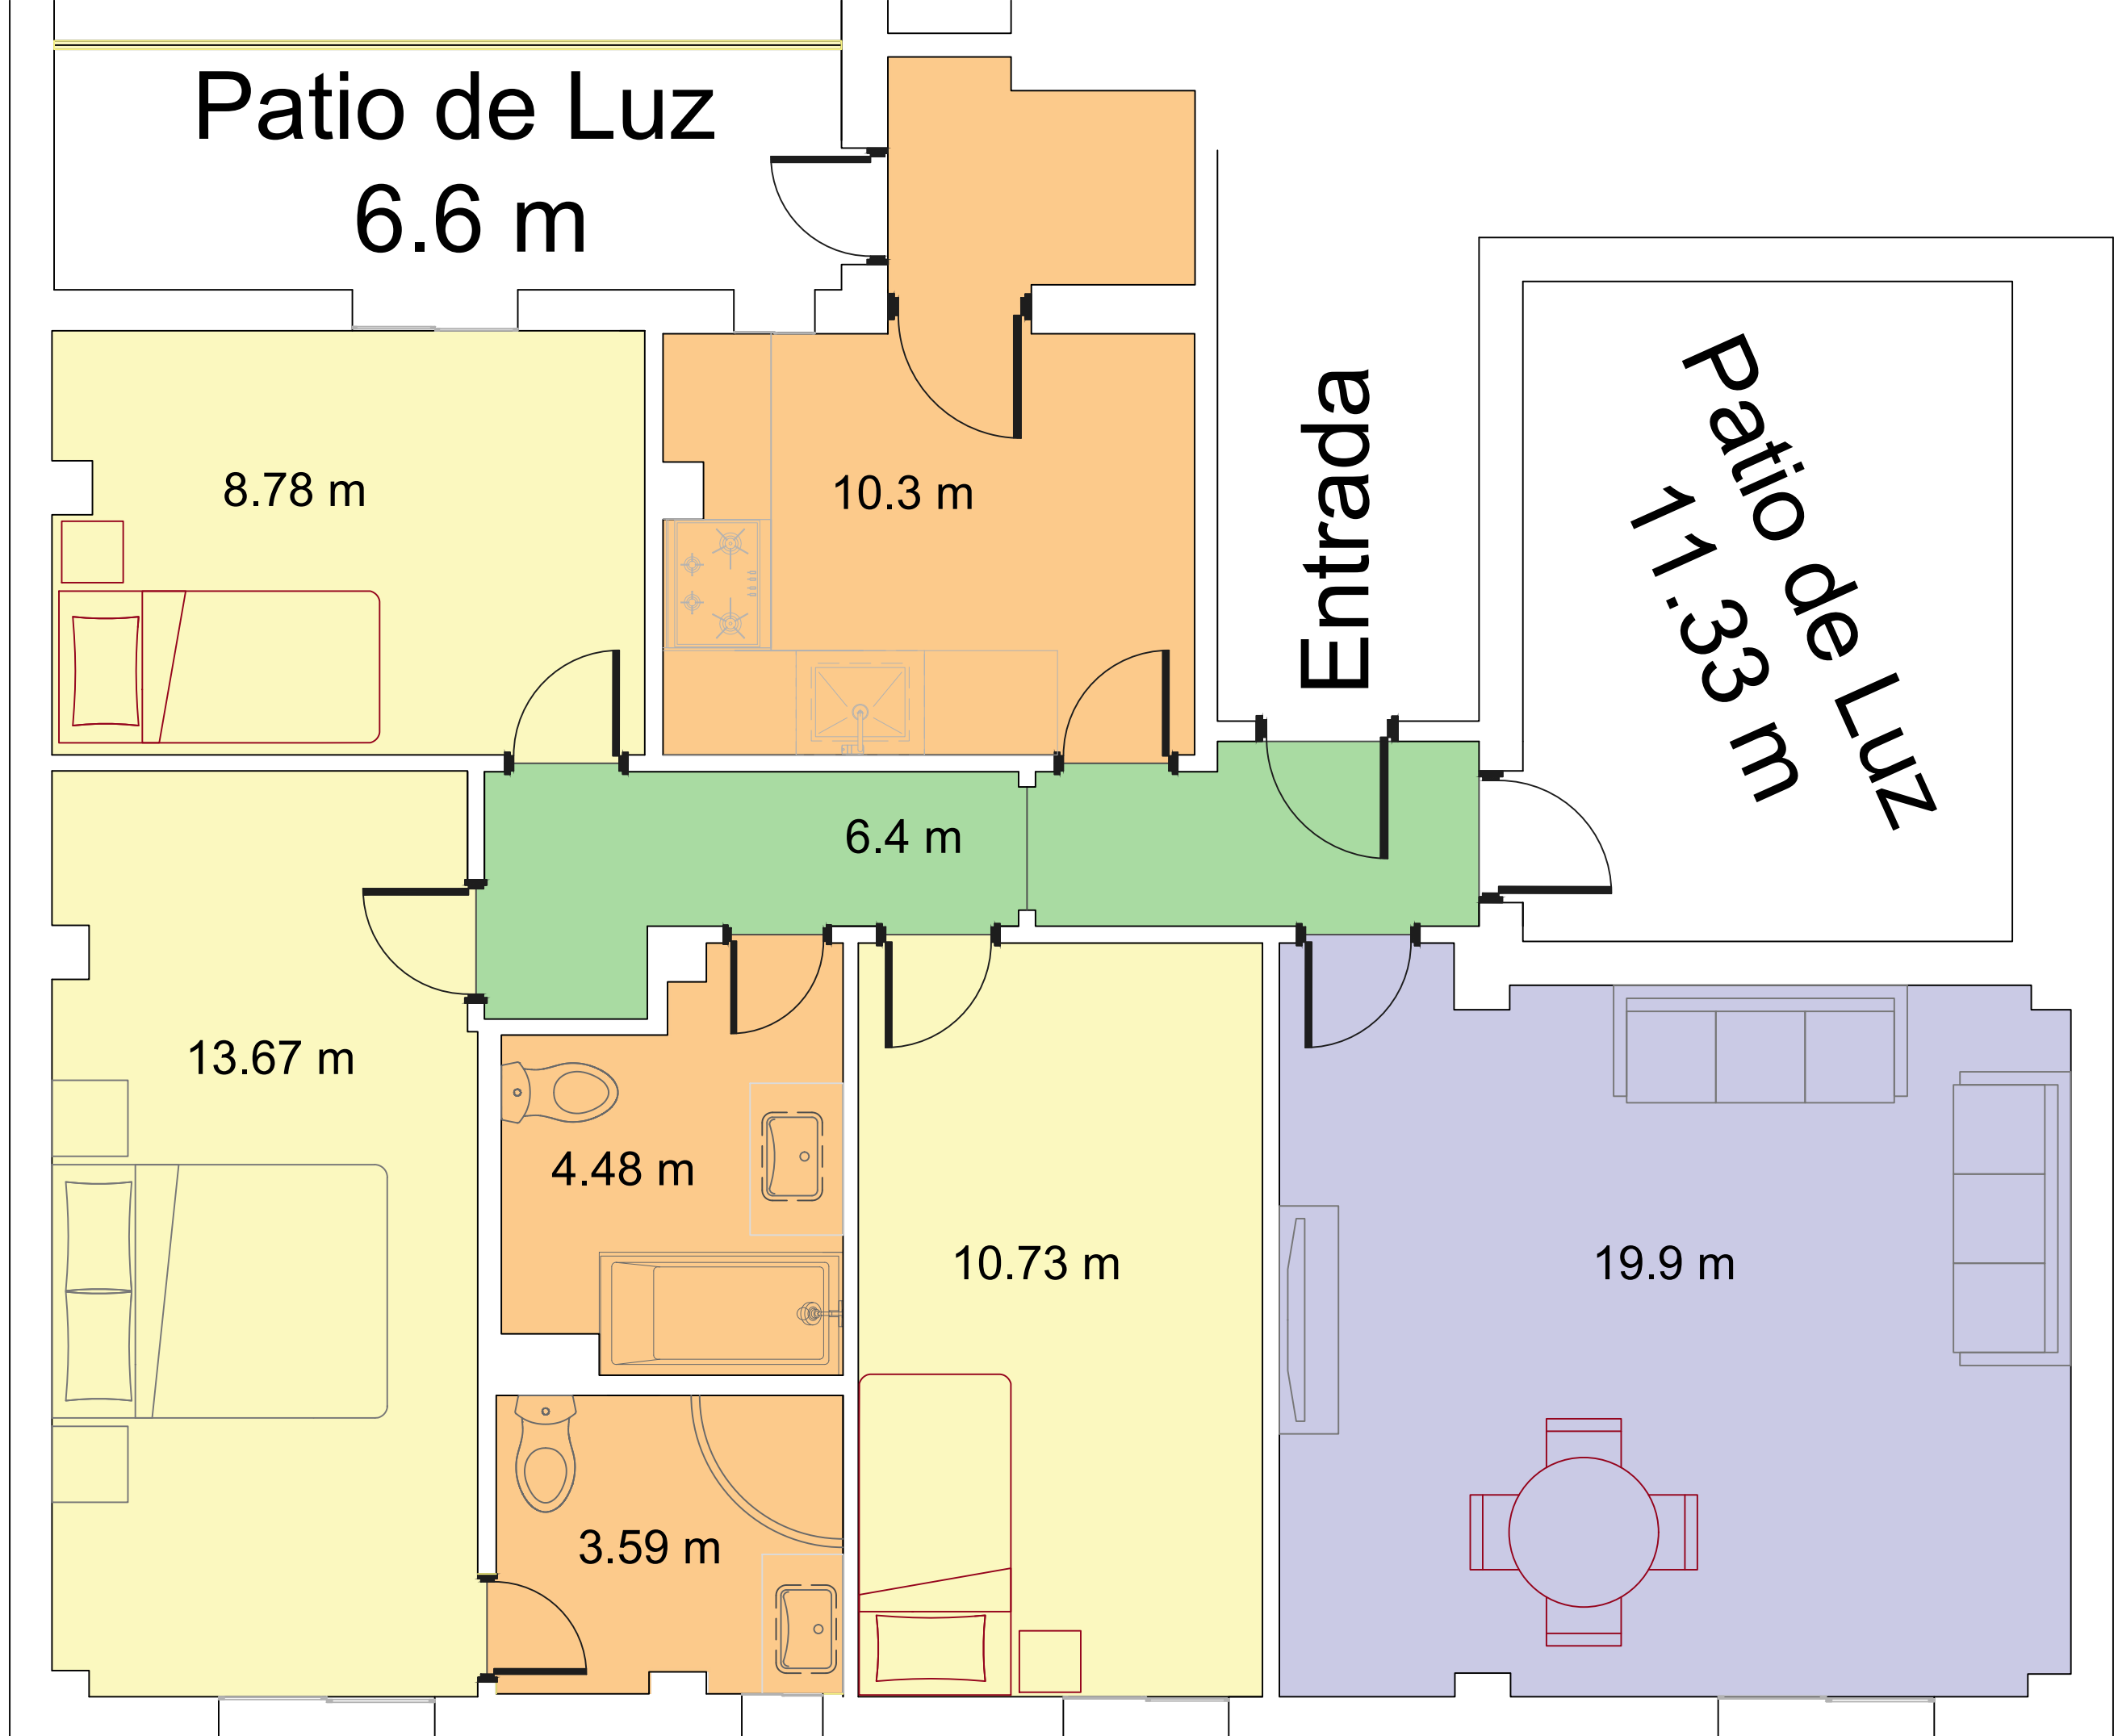 Patio de Luz
6.6 m
8.78 m
10.3 m
Entrada
Patio de Luz
11.33 m
6.4 m
13.67 m
4.48 m
10.73 m
19.9 m
3.59 m